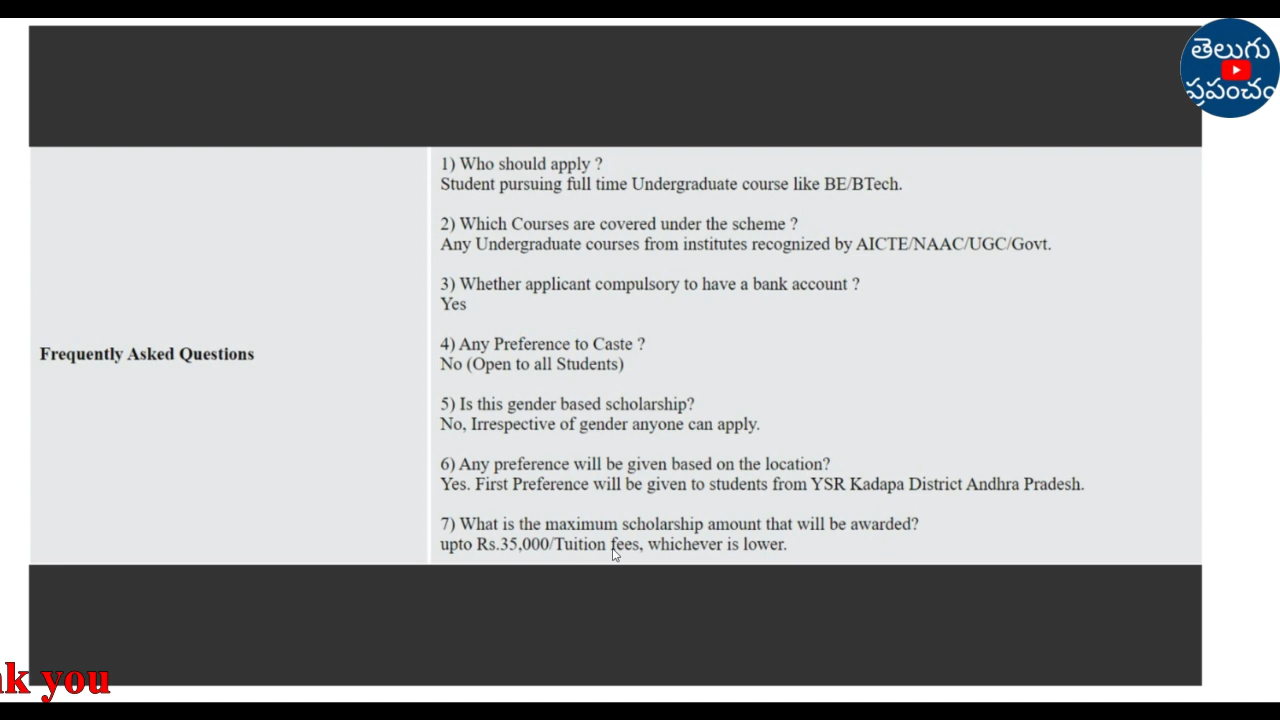 తెలుగు
ప్రపంచం
1) Who should apply ?
Student pursuing full time Undergraduate course like BE/BTech.
2) Which Courses are covered under the scheme ?
Any Undergraduate courses from institutes recognized by AICTE/NAAC/UGC/Govt.
3) Whether applicant compulsory to have a bank account ?
Yes
Frequently Asked Questions
4) Any Preference to Caste ?
No (Open to all Students)
5) Is this gender based scholarship?
No, Irrespective of gender anyone can apply.
6) Any preference will be given based on the location?
Yes. First Preference will be given to students from YSR Kadapa District Andhra Pradesh.
7) What is the maximum scholarship amount that will be awarded?
upto Rs.35,000/Tuition fees, whichever is lower.
you